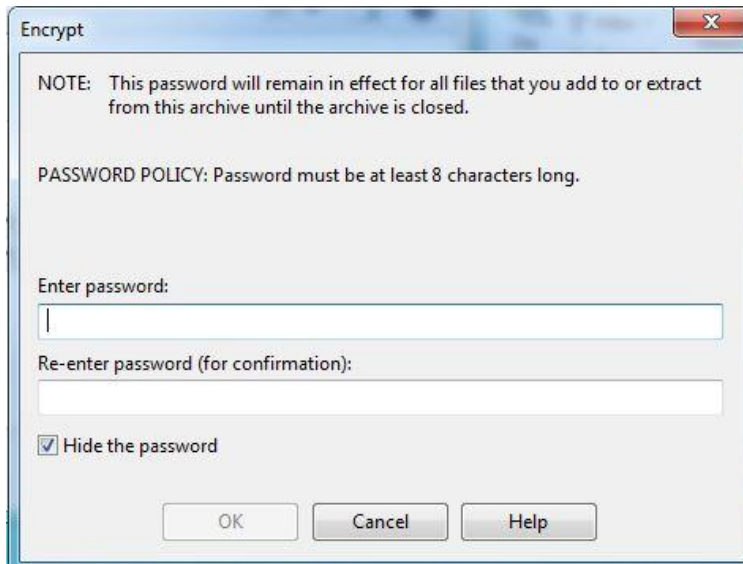 Encrypt
NOTE: This password will remain in effect for all files that you add to or extract
from this archive until the archive is closed.
PASSWORD POLICY: Password must be at least 8 characters long.
Enter password:
Re-enter password (for confirmation):
Hide the password
OK Cancel Help